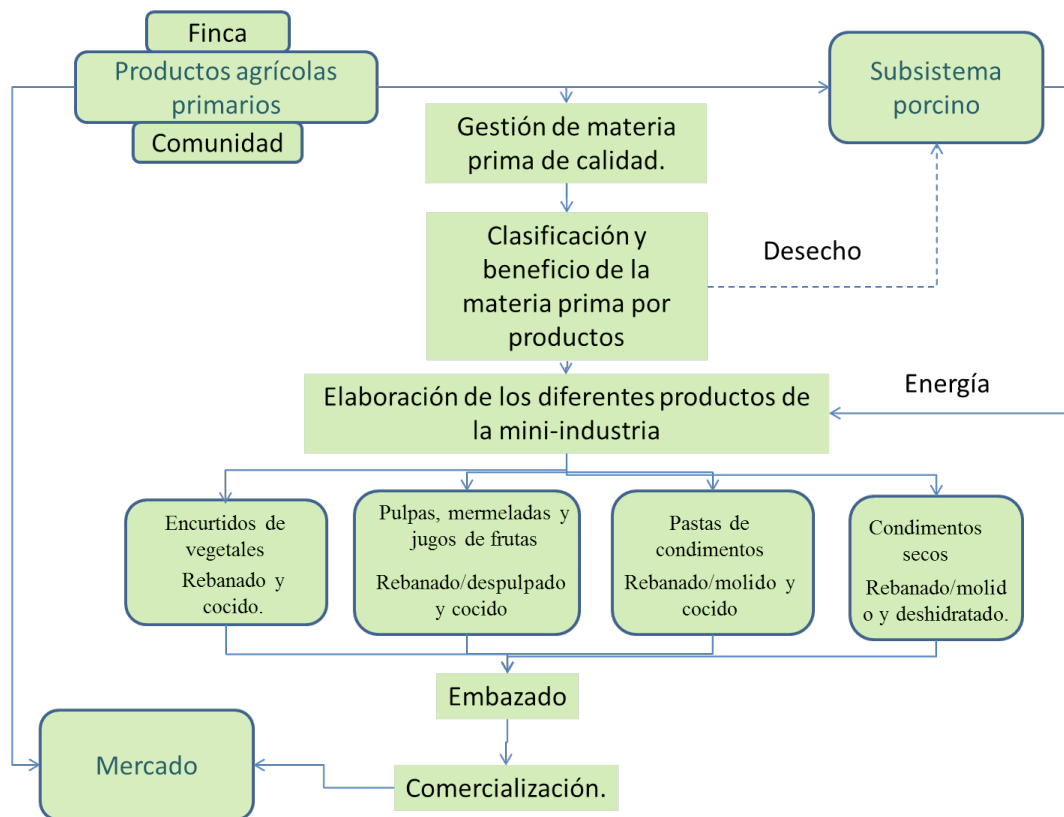 Finca
Productos agrícolas
primarios
Comunidad
Subsistema
porcino
Gestión de materia
prima de calidad.
Clasificación y
beneficio de la
materia prima por
productos
Desecho
Energía
Elaboración de los diferentes productos de
la mini-industria
Encurtidos de
vegetales
Rebanado y
cocido.
Pulpas, mermeladas y
jugos de frutas
Rebanado/despulpado
y cocido
Pastas de
condimentos
Rebanado/molido y
cocido
Condimentos
secos
Rebanado/molid
o y deshidratado.
Embazado
Mercado
Comercialización.